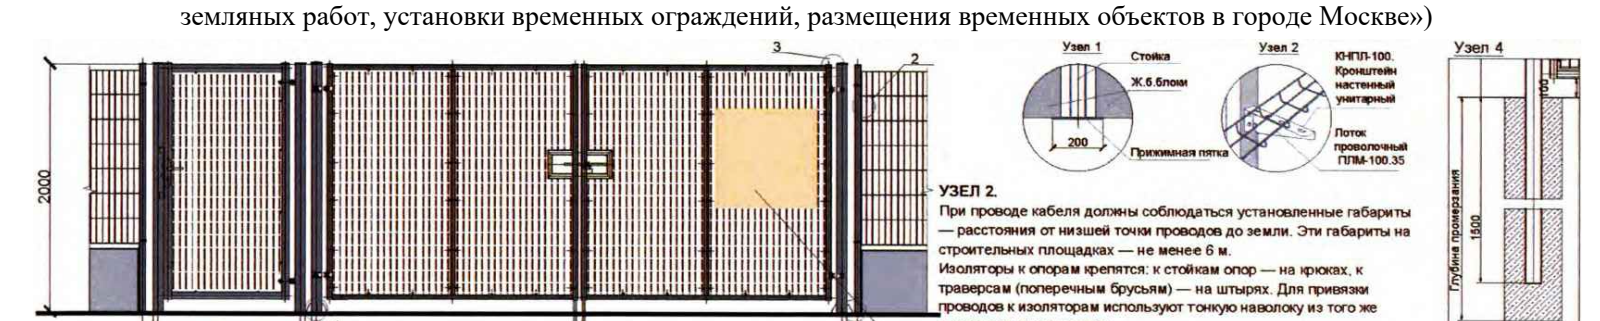 земляных работ, установки временных ограждений, размещения временных объектов в городе Москве»)
3
2
2000
Узел 1
Стойка
Ж.б.блоки
200
Прижимная пятка
Узел 2
КНПЛ-100.
Кронштейн
настенный
унитарный
Лоток
проволочный
ПЛМ-100.35
УЗЕЛ 2.
При проводе кабеля должны соблюдаться установленные габариты
— расстояния от низшей точки проводов до земли. Эти габариты на
строительных площадках — не менее 6 м.
Изоляторы к опорам крепятся: к стойкам опор — на крюках, к
траверсам (поперечным брусьям) — на штырях. Для привязки
проводов к изоляторам используют тонкую наволоку из того же
Узел 4
100
Глубина промерзания
1500